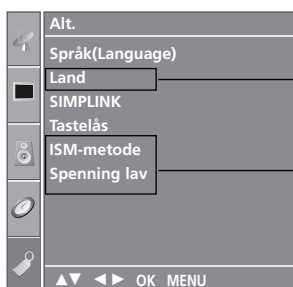 Alt.
Språk(Language)
Land
SIMPLINK
Tastelås
ISM-metode
Spenning lav
▲▼ ◄► OK MENU